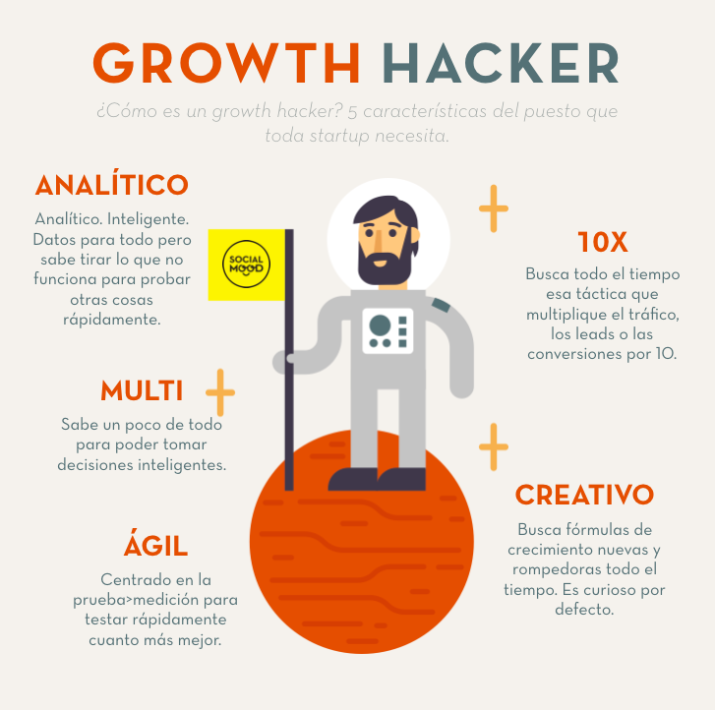 GROWTH HACKER
¿Cómo es un growth hacker? 5 características del puesto que
toda startup necesita.
ANALÍTICO
Analítico. Inteligente.
Datos para todo pero
sabe tirar lo que no
funciona para probar
otras cosas
rápidamente.
SOCIAL
MOOD
10X
Busca todo el tiempo
esa táctica que
multiplique el tráfico,
los leads o las
conversiones por 10.
MULTI
Sabe un poco de todo
para poder tomar
decisiones inteligentes.
CREATIVO
Busca fórmulas de
crecimiento nuevas y
rompedoras todo el
tiempo. Es curioso por
defecto.
ÁGIL
Centrado en la
prueba>medición para
testar rápidamente
cuanto más mejor.